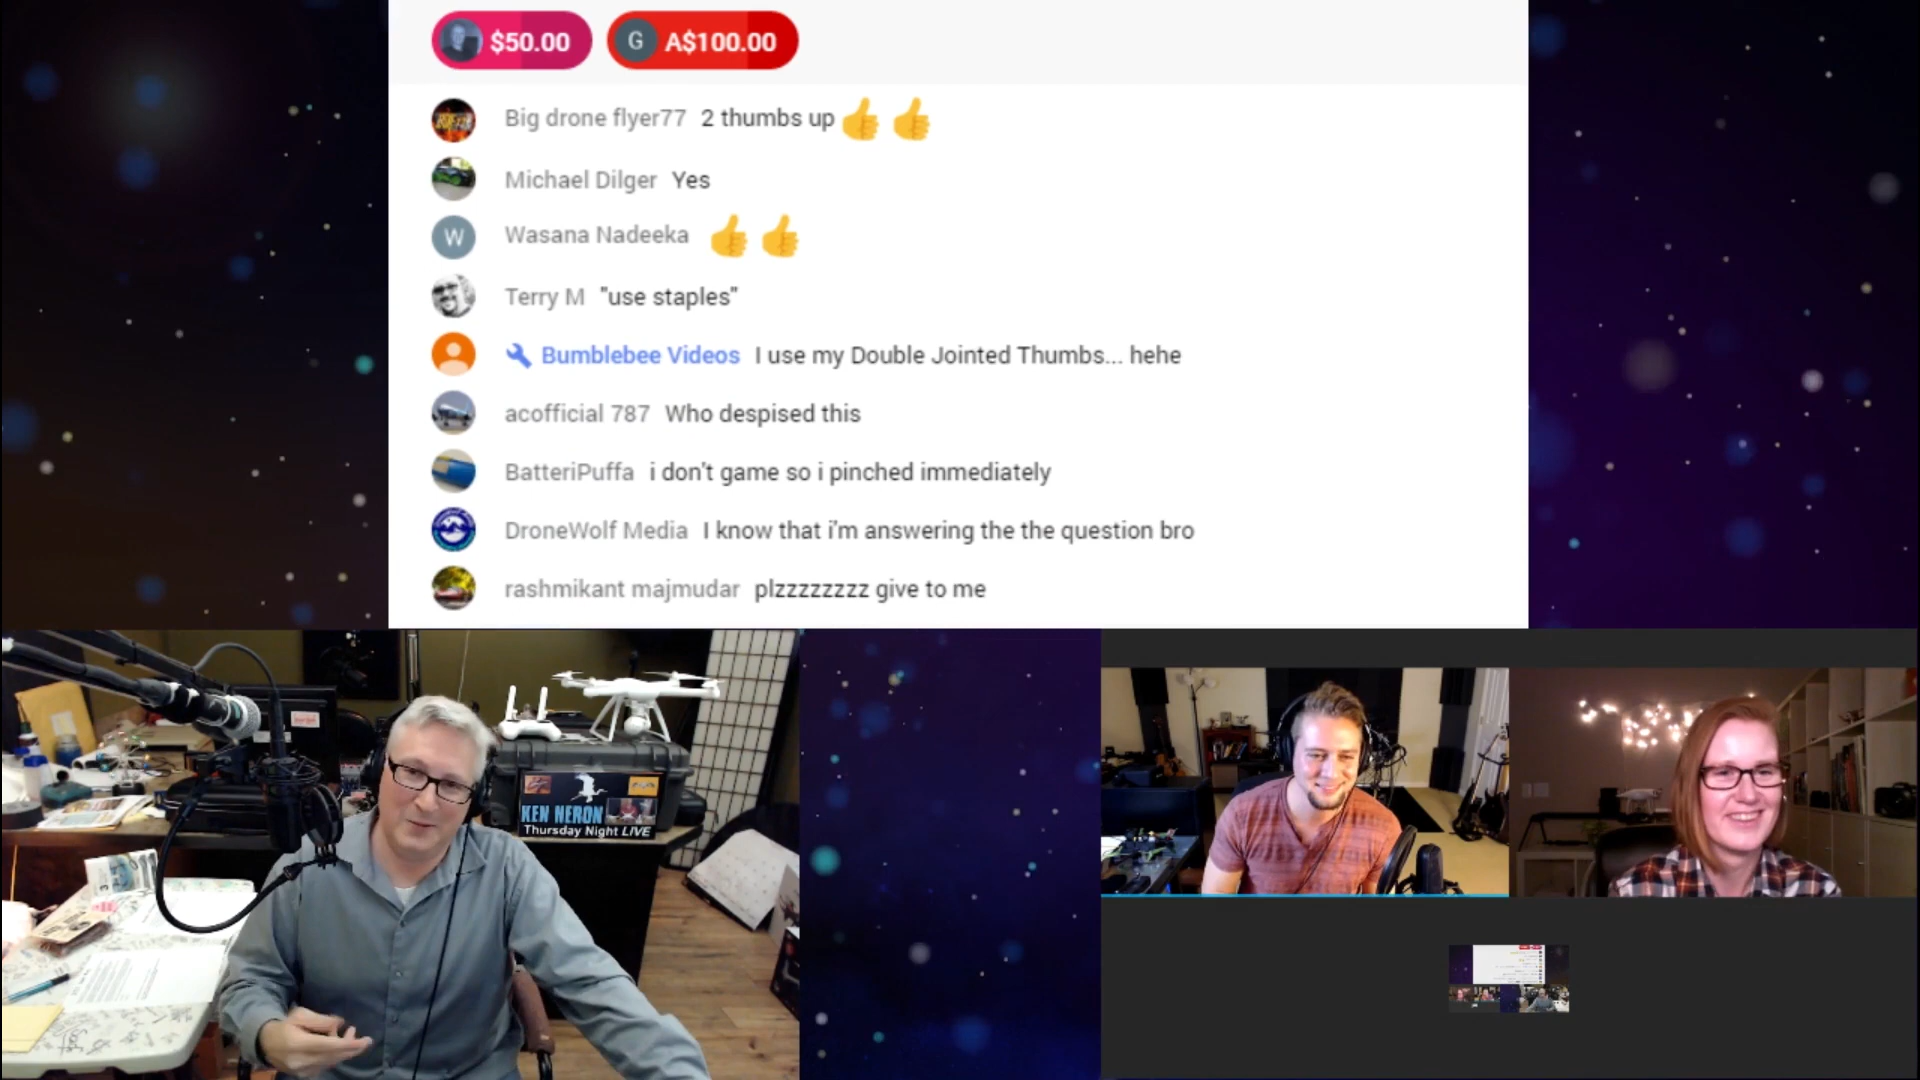 $50.00
G A$100.00
Big drone flyer77 2 thumbs up 👍 👍
Michael Dilger Yes
W Wasana Nadeeka 👍 👍
Terry M "use staples"
Bumblebee Videos I use my Double Jointed Thumbs... hehe
acofficial 787 Who despised this
BatteriPuffa i don't game so i pinched immediately
DroneWolf Media I know that i'm answering the the question bro
rashmikant majmudar plzzzzzzzz give to me
KEN HERON
Thursday Night LIVE